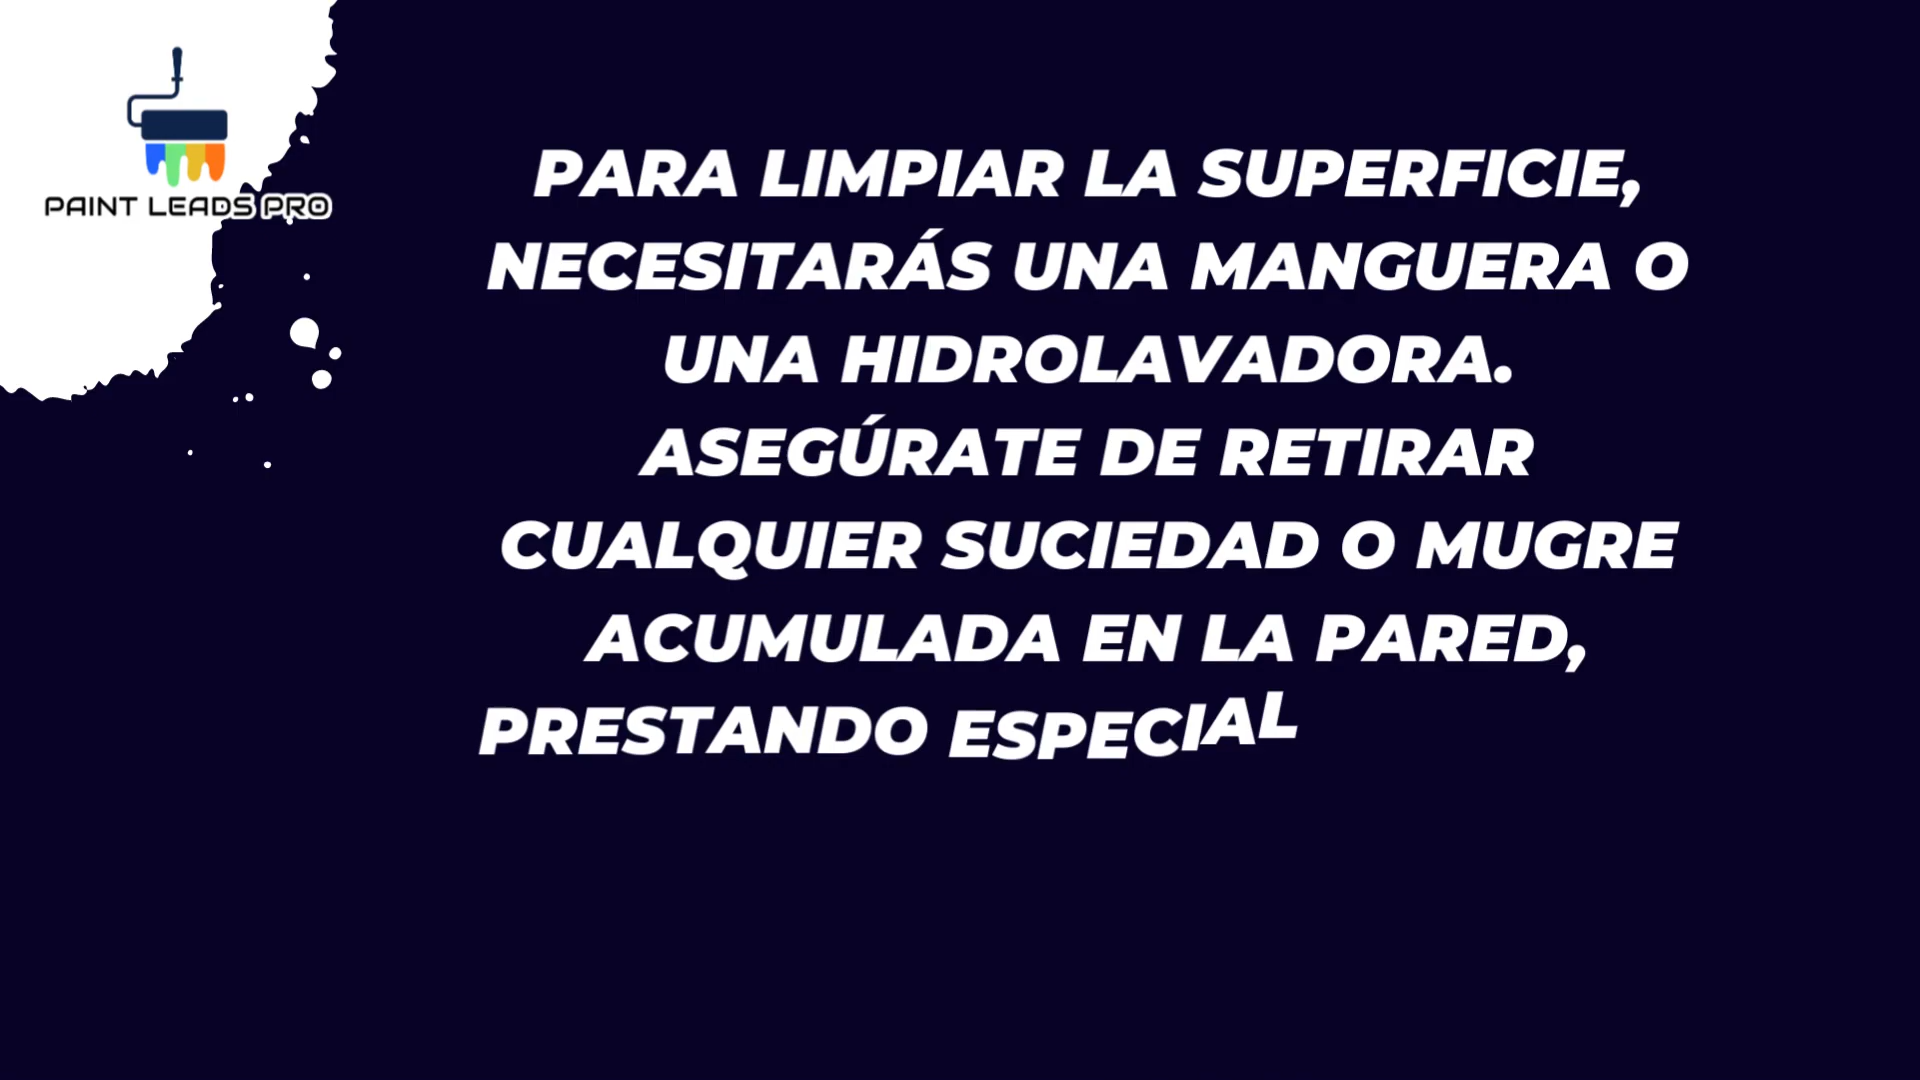 PAINT LEADS PRO
PARA LIMPIAR LA SUPERFICIE,
NECESITARÁS UNA MANGUERA O
UNA HIDROLAVADORA.
ASEGÚRATE DE RETIRAR
CUALQUIER SUCIEDAD O MUGRE
ACUMULADA EN LA PARED,
PRESTANDO ESPECIAL